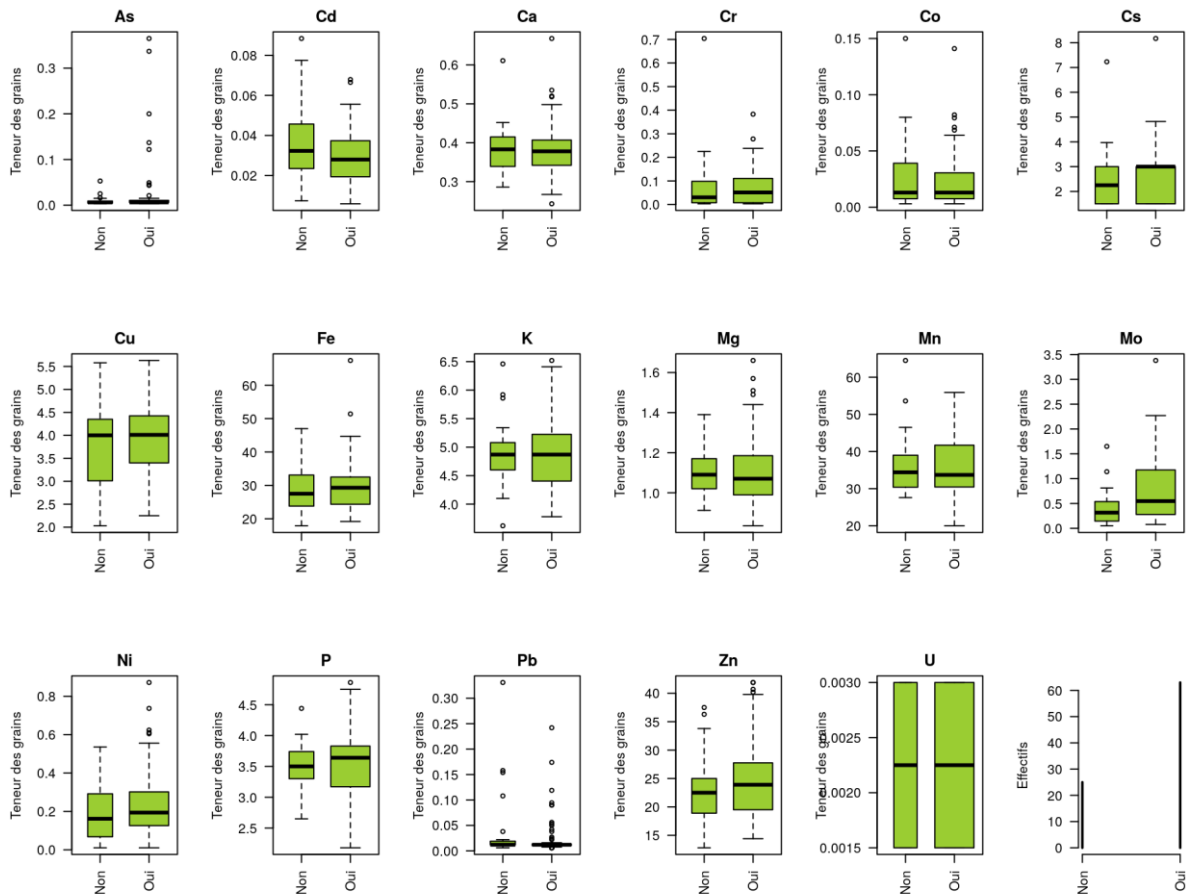 As
Teneur des grains
0.3
0.2
0.1
0.0
Non
Oui
Cd
Teneur des grains
0.08
0.06
0.04
0.02
Non
Oui
Ca
Teneur des grains
0.6
0.5
0.4
0.3
Non
Oui
Cr
Teneur des grains
0.7
0.6
0.5
0.4
0.3
0.2
0.1
0.0
Non
Oui
Co
Teneur des grains
0.15
0.10
0.05
0.00
Non
Oui
Cs
Teneur des grains
8
7
6
5
4
3
2
Non
Oui
Cu
Teneur des grains
5.5
5.0
4.5
4.0
3.5
3.0
2.5
2.0
Non
Oui
Fe
Teneur des grains
60
50
40
30
20
Non
Oui
K
Teneur des grains
6.5
6.0
5.5
5.0
4.5
4.0
Non
Oui
Mg
Teneur des grains
1.6
1.4
1.2
1.0
Non
Oui
Mn
Teneur des grains
60
50
40
30
20
Non
Oui
Mo
Teneur des grains
3.5
3.0
2.5
2.0
1.5
1.0
0.5
0.0
Non
Oui
Ni
Teneur des grains
0.8
0.6
0.4
0.2
0.0
Non
Oui
P
Teneur des grains
4.5
4.0
3.5
3.0
2.5
Non
Oui
Pb
Teneur des grains
0.30
0.25
0.20
0.15
0.10
0.05
0.00
Non
Oui
Zn
Teneur des grains
40
35
30
25
20
15
Non
Oui
U
Teneur des grains
0.0030
0.0025
0.0020
0.0015
Non
Oui
Effectifs
60
50
40
30
20
10
0
Non
Oui